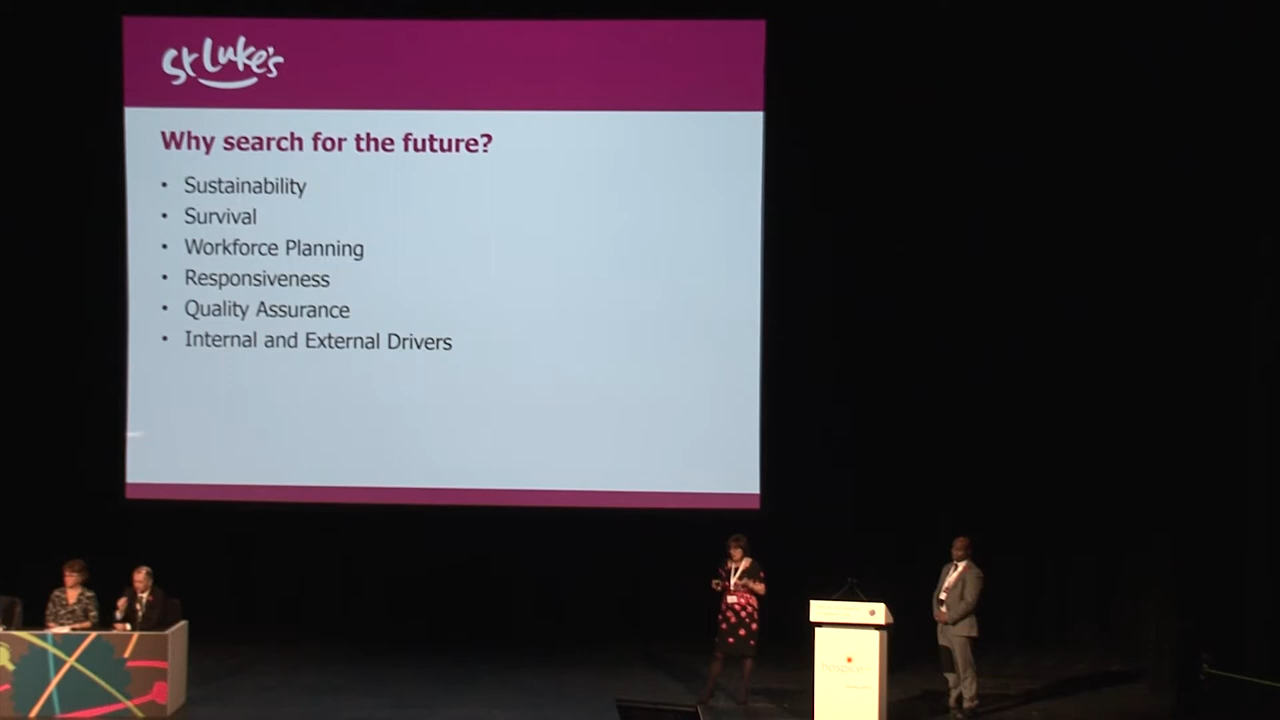 St Luke's
Why search for the future?
• Sustainability
• Survival
• Workforce Planning
• Responsiveness
• Quality Assurance
• Internal and External Drivers